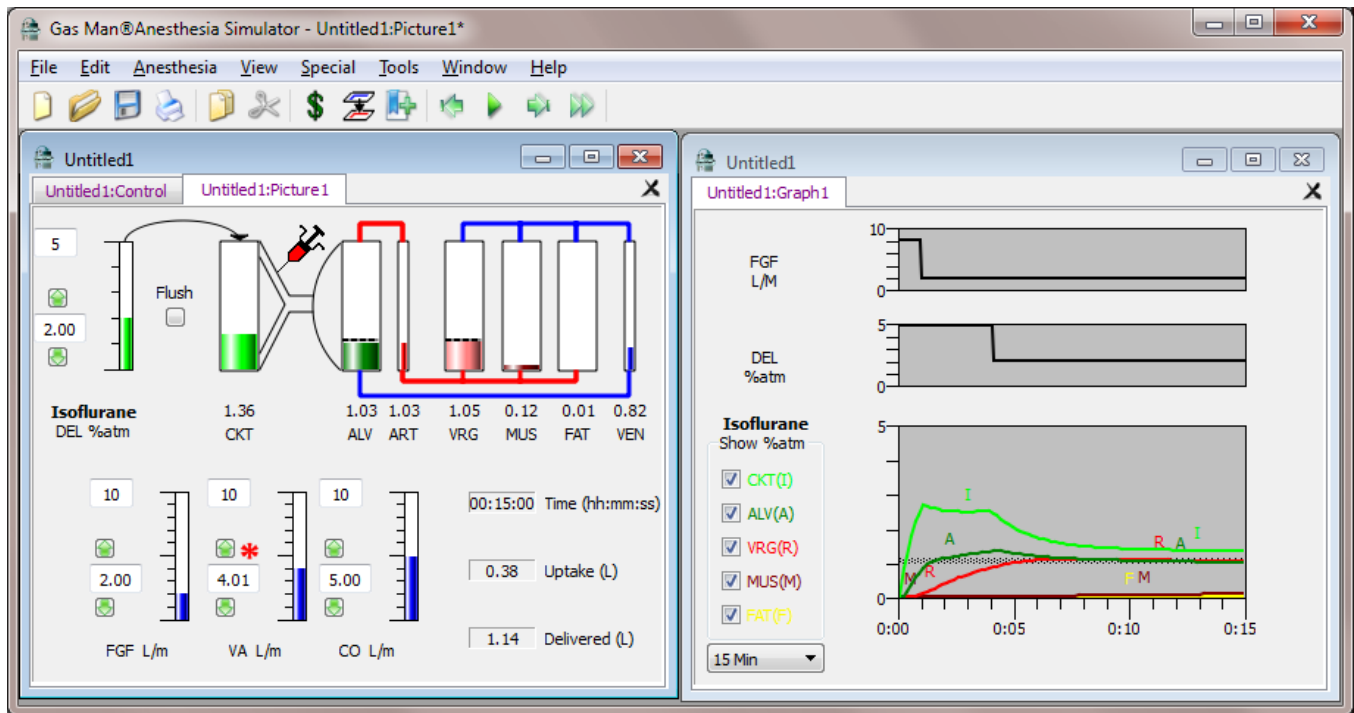 Gas Man®Anesthesia Simulator - Untitled1:Picture1*
File Edit Anesthesia View Special Tools Window Help
$
Untitled1
Untitled1:Control Untitled1:Picture1
5
Flush
2.00
Isoflurane
DEL %atm
1.36 1.03 1.03 1.05 0.12 0.01 0.82
CKT ALV ART VRG MUS FAT VEN
10 10 10
00:15:00 Time (hh:mm:ss)
*
2.00 4.01 5.00
0.38 Uptake (L)
1.14 Delivered (L)
FGF L/m VA L/m CO L/m
Untitled1
Untitled1:Graph1
10
FGF
L/M
0
5
DEL
%atm
0
Isoflurane
Show %atm
CKT(I)
ALV(A)
VRG(R)
MUS(M)
FAT(F)
15 Min
5
I
A R A I
M R F M
0
0:00 0:05 0:10 0:15